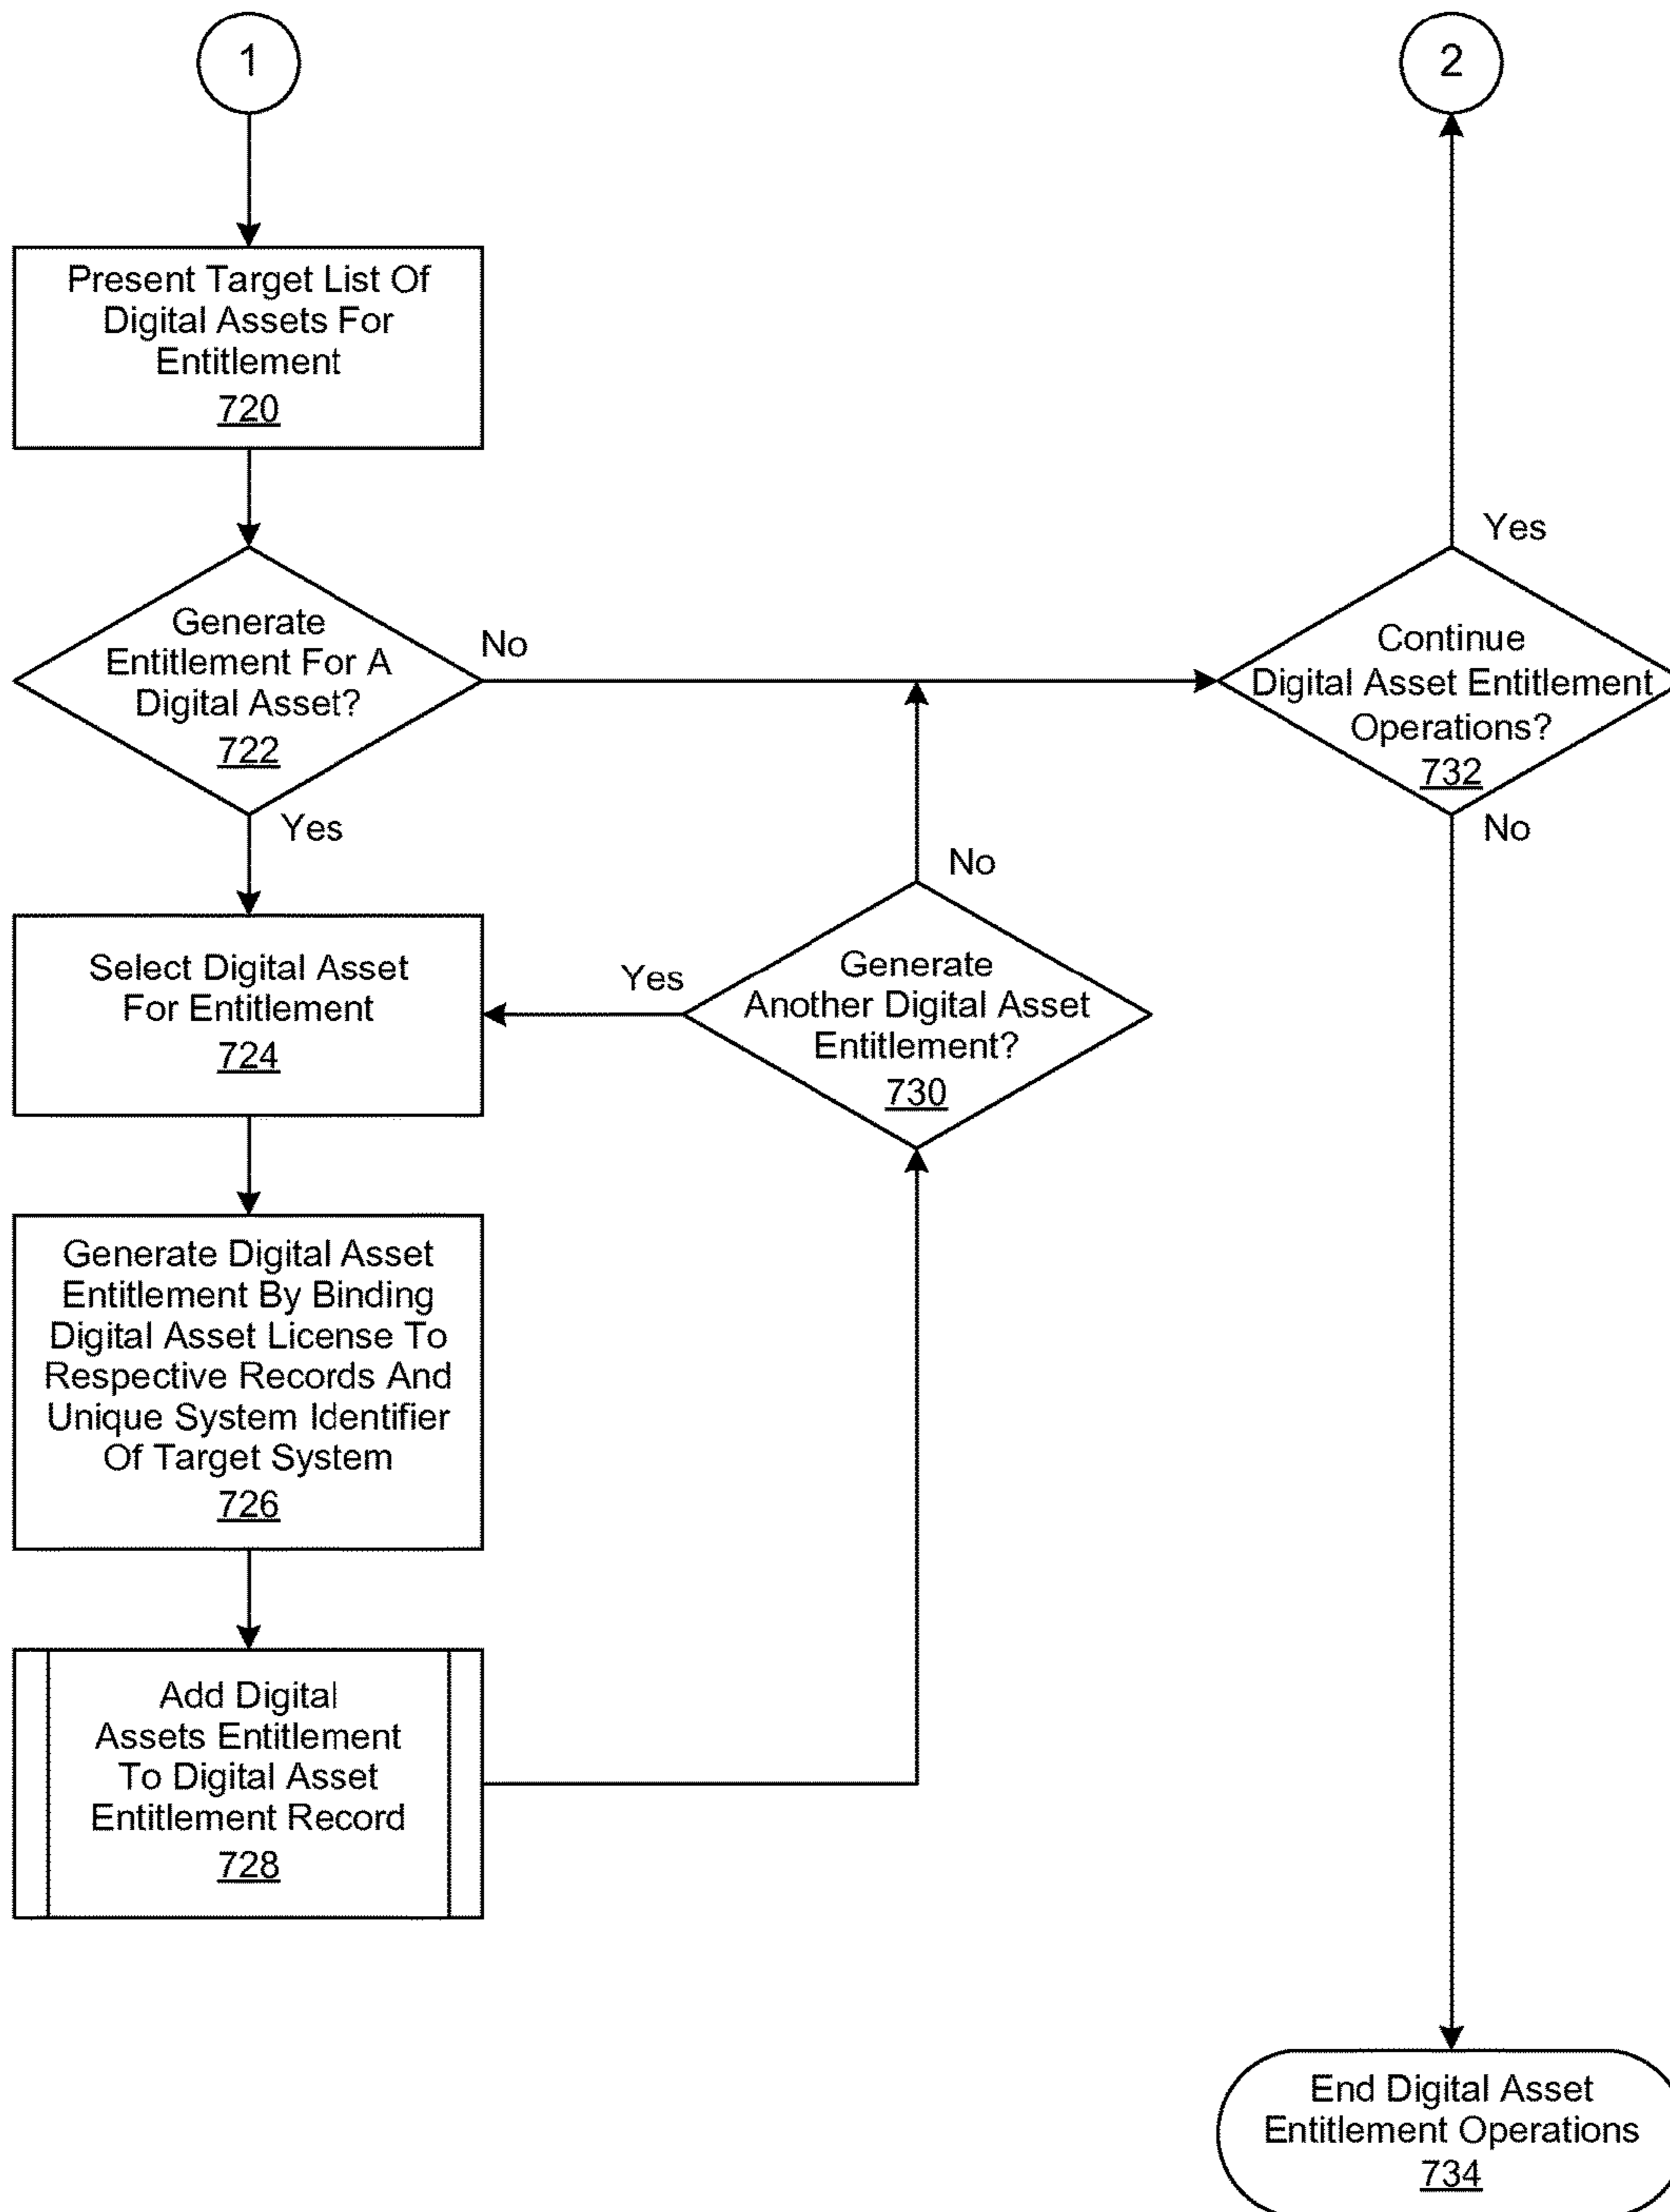 1
2
Present Target List Of
Digital Assets For
Entitlement
720
Yes
Generate
Entitlement For A
Digital Asset?
722
No
Continue
Digital Asset Entitlement
Operations?
732
Yes
No
No
Select Digital Asset
For Entitlement
724
Yes
Generate
Another Digital Asset
Entitlement?
730
Generate Digital Asset
Entitlement By Binding
Digital Asset License To
Respective Records And
Unique System Identifier
Of Target System
726
Add Digital
Assets Entitlement
To Digital Asset
Entitlement Record
728
End Digital Asset
Entitlement Operations
734